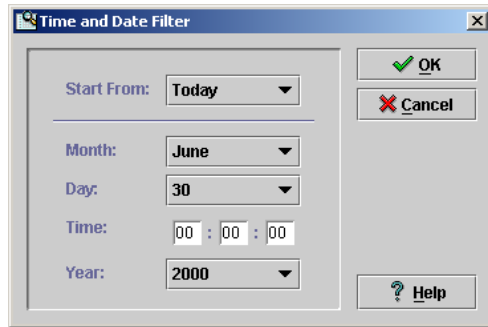 Time and Date Filter
Start From: Today
OK
Cancel
Month: June
Day: 30
Time: 00 : 00 : 00
Year: 2000
Help